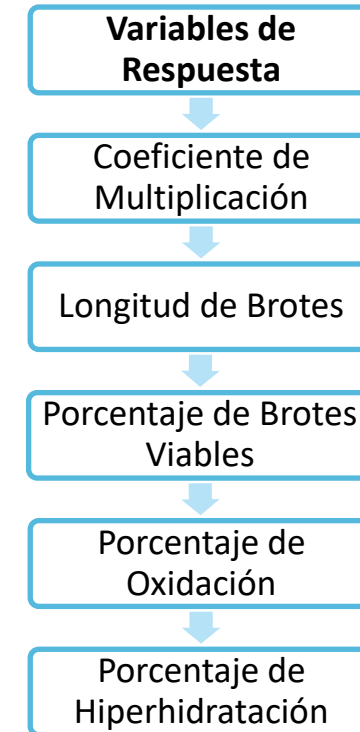 Variables de
Respuesta
Coeficiente de
Multiplicación
Longitud de Brotes
Porcentaje de Brotes
Viables
Porcentaje de
Oxidación
Porcentaje de
Hiperhidratación